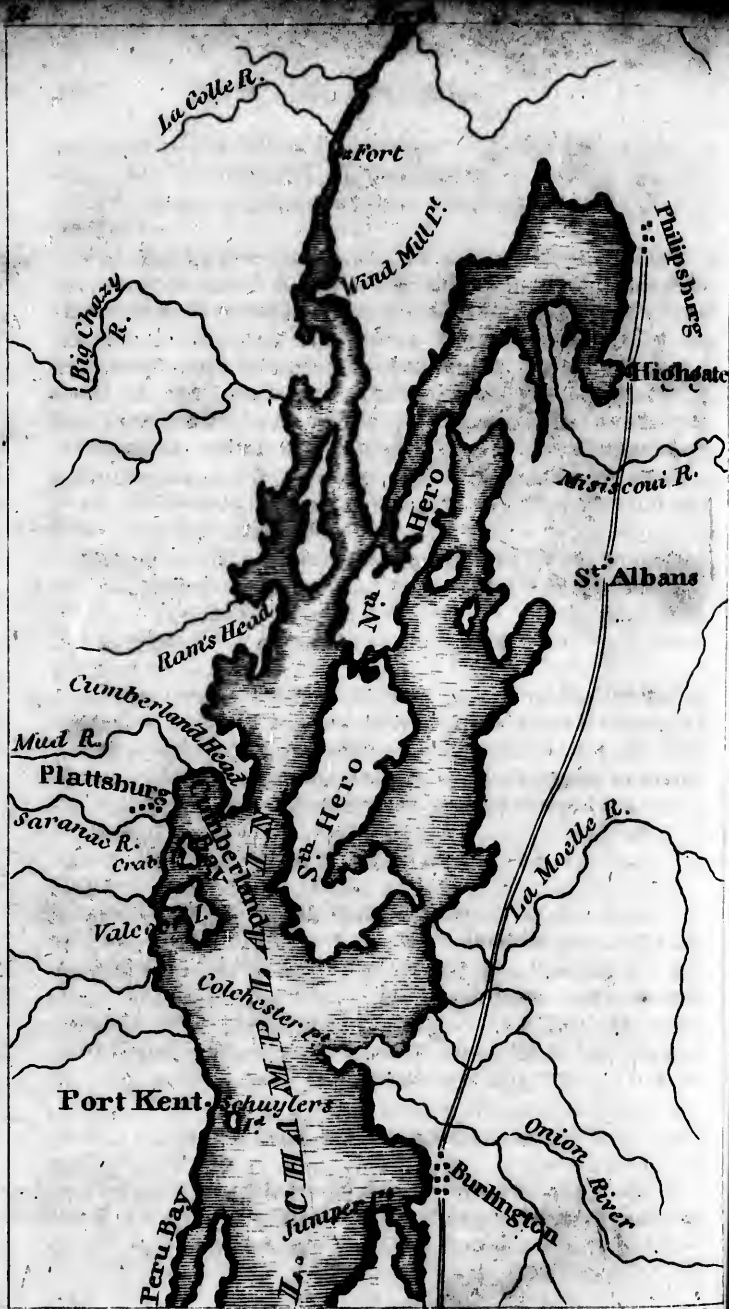 La Colle R.
Fort
Wind Mill Pt.
Philipsburg
Big Chazy
R.
Highgate
Misiscoui R.
Nth. Hero
St. Albans
Ram's Head
Cumberland Head
Mud R.
Plattsburg
Saranac R.
Cumberland
Bay
Crab I.
Sth. Hero
La Moelle R.
Valcour I.
Colchester Pt.
Port Kent
Schuylers
Id.
L. CHAMPLAIN
Onion
River
Burlington
Juniper Pt.
Peru Bay